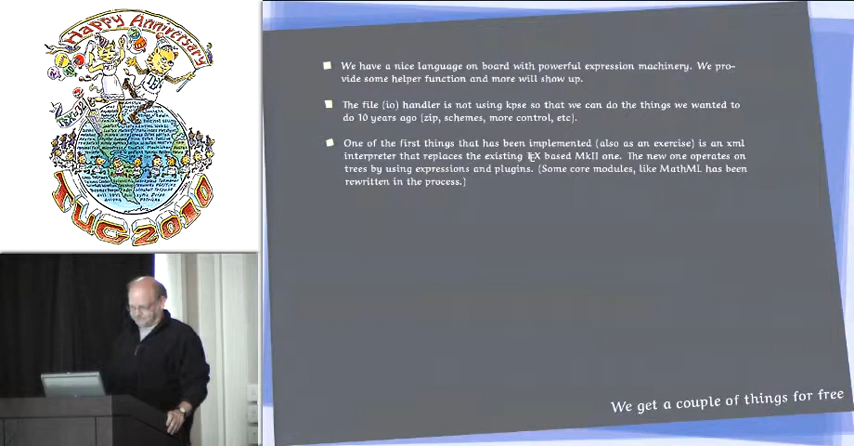 Happy Anniversary
TUG 2010
We have a nice language on board with powerful expression machinery. We pro-
vide some helper function and more will show up.
The file (io) handler is not using kpse so that we can do the things we wanted to
do 10 years ago (zip, schemes, more control, etc).
One of the first things that has been implemented (also as an exercise) is an xml
interpreter that replaces the existing TEX based MkII one. The new one operates on
trees by using expressions and plugins. (Some core modules, like MathML has been
rewritten in the process.)
We get a couple of things for free